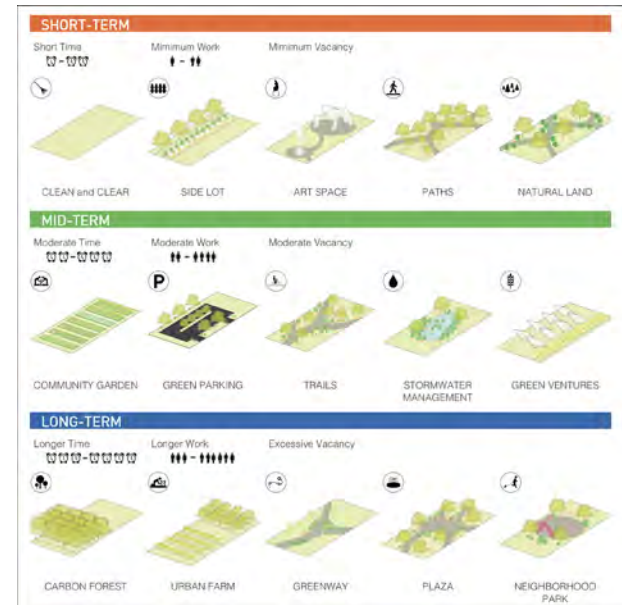 SHORT-TERM
Short Time
Mimimum Work
Mimimum Vacancy
-
-
CLEAN and CLEAR
SIDE LOT
ART SPACE
PATHS
NATURAL LAND
MID-TERM
Moderate Time
Moderate Work
Moderate Vacancy
-
-
P
COMMUNITY GARDEN
GREEN PARKING
TRAILS
STORMWATER
MANAGEMENT
GREEN VENTURES
LONG-TERM
Longer Time
Longer Work
Excessive Vacancy
-
-
CARBON FOREST
URBAN FARM
GREENWAY
PLAZA
NEIGHBORHOOD
PARK